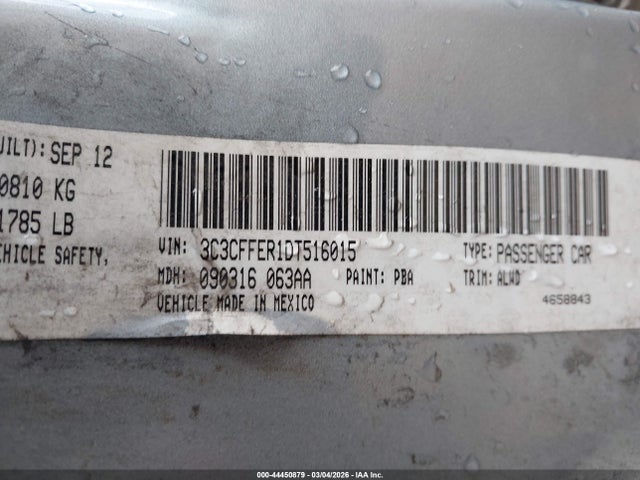 UILT): SEP 12
0810 KG
1785 LB
EHICLE SAFETY,
VIN: 3C3CFFER1DT516015
TYPE: PASSENGER CAR
MDH: 090316 063AA
PAINT: PBA
TRIM: ALWD
VEHICLE MADE IN MEXICO
4658843
000-44450879 - 03/04/2026 - IAA Inc.